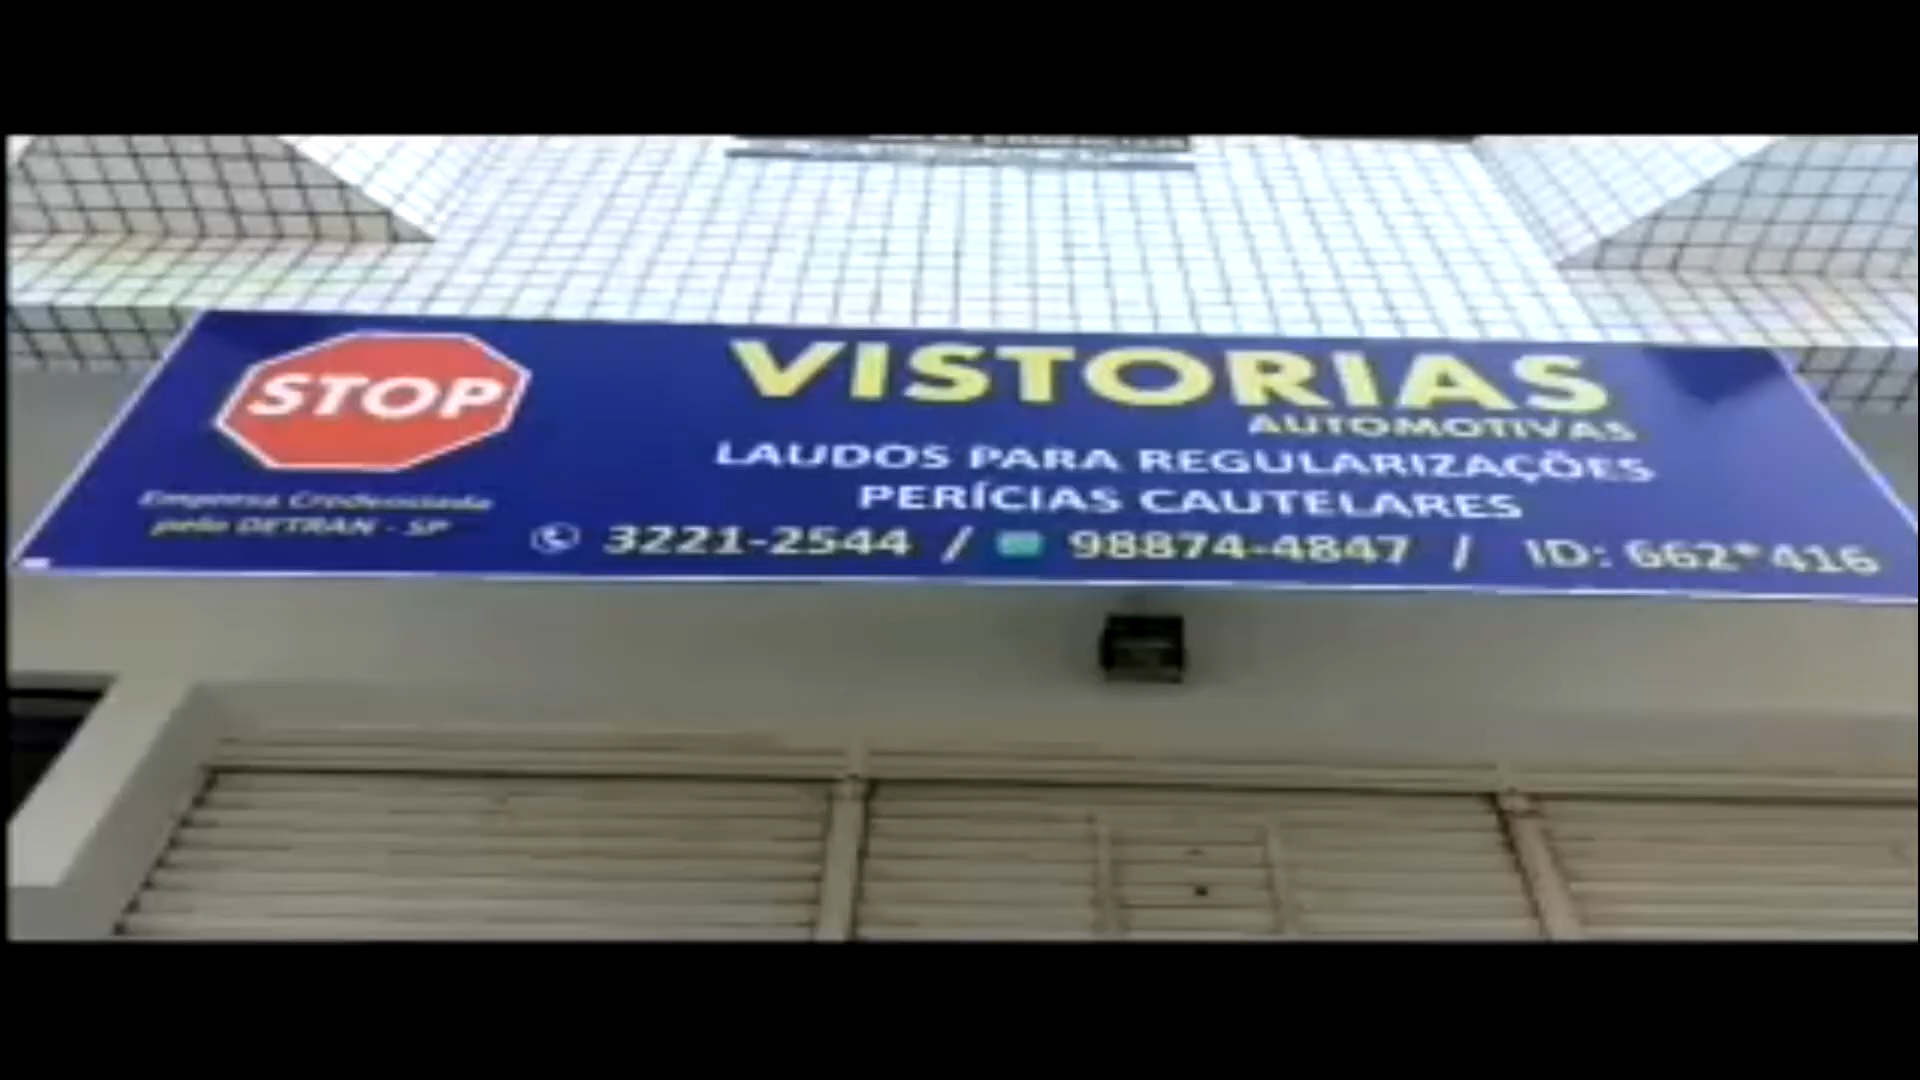 STOP
VISTORIAS
AUTOMOTIVAS
LAUDOS PARA REGULARIZAÇÕES
PERÍCIAS CAUTELARES
Empresa Credenciada
pelo DETRAN - SP
3221-2544 / 98874-4847 / ID: 662*416